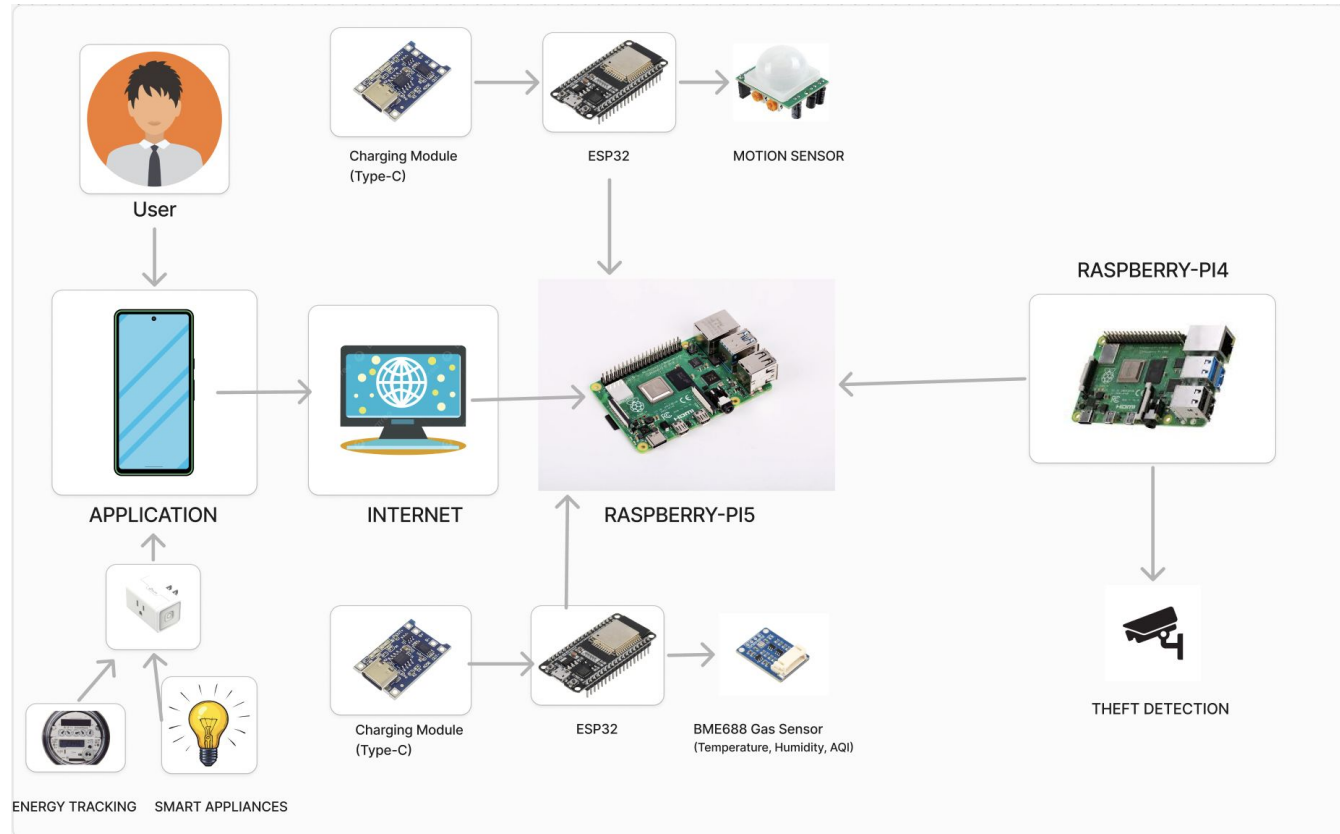 Charging Module
(Type-C)
ESP32
MOTION SENSOR
User
RASPBERRY-PI4
APPLICATION
INTERNET
RASPBERRY-PI5
Charging Module
(Type-C)
ESP32
BME688 Gas Sensor
(Temperature, Humidity, AQI)
THEFT DETECTION
ENERGY TRACKING
SMART APPLIANCES